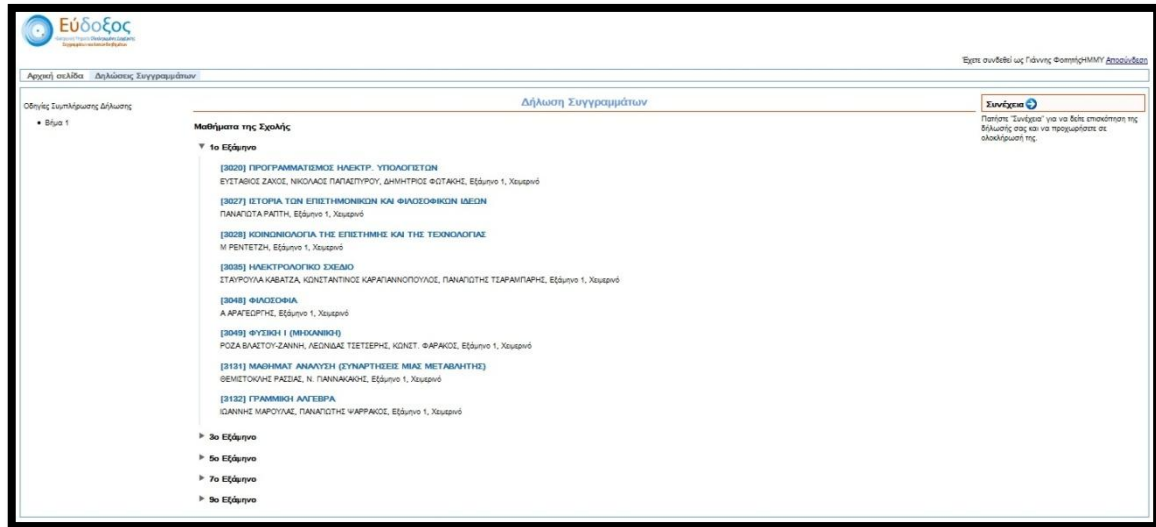 Εύδοξος
Έχετε συνδεθεί ως Γιάννης ΦοιτητήςΗΜΜΥ Αποσύνδεση
Αρχική σελίδα Δηλώσεις Συγγραμμάτων
Οδηγίες Συμπλήρωσης Δήλωσης
• Βήμα 1
Δήλωση Συγγραμμάτων
Μαθήματα της Σχολής
1ο Εξάμηνο
[3020] ΠΡΟΓΡΑΜΜΑΤΙΣΜΟΣ ΗΛΕΚΤΡ. ΥΠΟΛΟΓΙΣΤΩΝ
ΕΥΣΤΑΘΙΟΣ ΖΑΧΟΣ, ΝΙΚΟΛΑΟΣ ΠΑΠΑΣΠΥΡΟΥ, ΔΗΜΗΤΡΙΟΣ ΦΩΤΑΚΗΣ, Εξάμηνο 1, Χειμερινό
[3027] ΙΣΤΟΡΙΑ ΤΩΝ ΕΠΙΣΤΗΜΟΝΙΚΩΝ ΚΑΙ ΦΙΛΟΣΟΦΙΚΩΝ ΙΔΕΩΝ
ΠΑΝΑΓΙΩΤΑ ΡΑΠΤΗ, Εξάμηνο 1, Χειμερινό
[3028] ΚΟΙΝΩΝΙΟΛΟΓΙΑ ΤΗΣ ΕΠΙΣΤΗΜΗΣ ΚΑΙ ΤΗΣ ΤΕΧΝΟΛΟΓΙΑΣ
Μ ΡΕΝΤΕΤΖΗ, Εξάμηνο 1, Χειμερινό
[3035] ΗΛΕΚΤΡΟΛΟΓΙΚΟ ΣΧΕΔΙΟ
ΣΤΑΥΡΟΥΛΑ ΚΑΒΑΤΖΑ, ΚΩΝΣΤΑΝΤΙΝΟΣ ΚΑΡΑΓΙΑΝΝΟΠΟΥΛΟΣ, ΠΑΝΑΓΙΩΤΗΣ ΤΣΑΡΑΜΠΑΡΗΣ, Εξάμηνο 1, Χειμερινό
[3048] ΦΙΛΟΣΟΦΙΑ
Α ΑΡΑΓΕΩΡΓΗΣ, Εξάμηνο 1, Χειμερινό
[3049] ΦΥΣΙΚΗ Ι (ΜΗΧΑΝΙΚΗ)
ΡΟΖΑ ΒΛΑΣΤΟΥ-ΖΑΝΝΗ, ΛΕΩΝΙΔΑΣ ΤΣΕΤΣΕΡΗΣ, ΚΩΝΣΤ. ΦΑΡΑΚΟΣ, Εξάμηνο 1, Χειμερινό
[3131] ΜΑΘΗΜΑΤ ΑΝΑΛΥΣΗ (ΣΥΝΑΡΤΗΣΕΙΣ ΜΙΑΣ ΜΕΤΑΒΛΗΤΗΣ)
ΘΕΜΙΣΤΟΚΛΗΣ ΡΑΣΣΙΑΣ, Ν. ΓΙΑΝΝΑΚΑΚΗΣ, Εξάμηνο 1, Χειμερινό
[3132] ΓΡΑΜΜΙΚΗ ΑΛΓΕΒΡΑ
ΙΩΑΝΝΗΣ ΜΑΡΟΥΛΑΣ, ΠΑΝΑΓΙΩΤΗΣ ΨΑΡΡΑΚΟΣ, Εξάμηνο 1, Χειμερινό
3ο Εξάμηνο
5ο Εξάμηνο
7ο Εξάμηνο
9ο Εξάμηνο
Συνέχεια
Πατήστε "Συνέχεια" για να δείτε επισκόπηση της
δήλωσής σας και να προχωρήσετε σε
ολοκλήρωσή της.